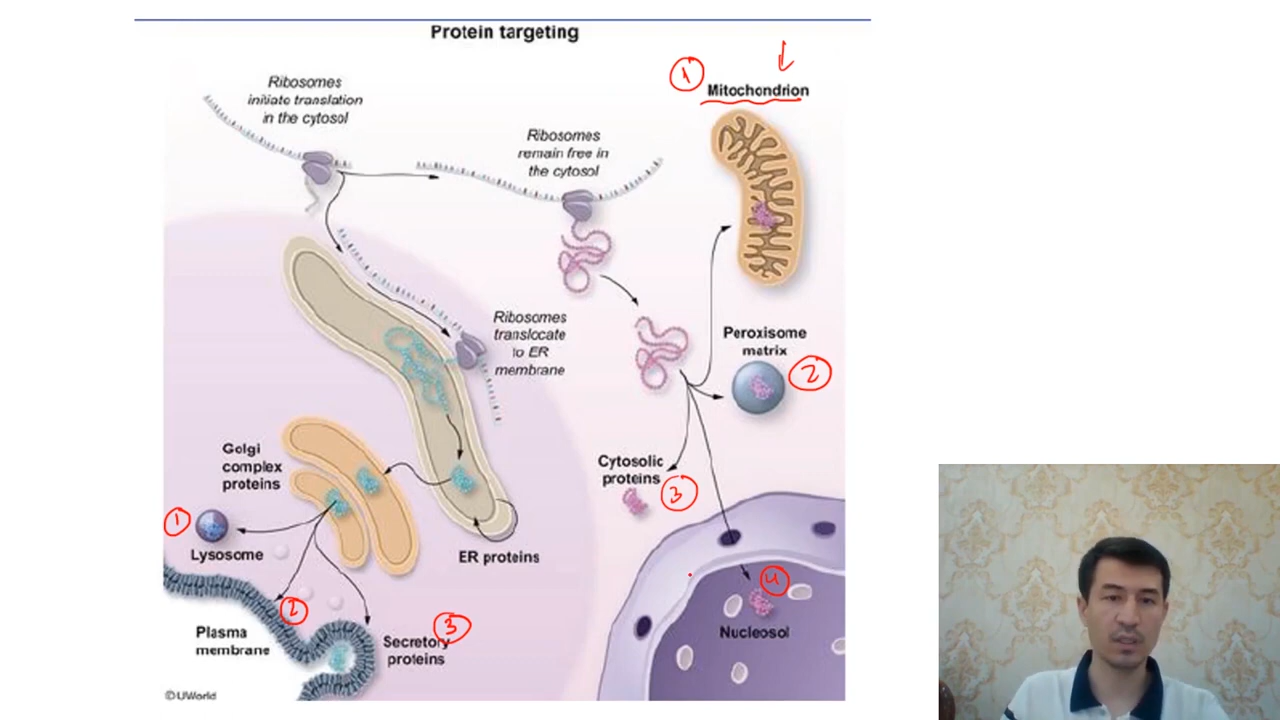 Protein targeting
Ribosomes
initiate translation
in the cytosol
Ribosomes
remain free in
the cytosol
1
Mitochondrion
Ribosomes
translocate
to ER
membrane
Peroxisome
matrix
2
Golgi
complex
proteins
Cytosolic
proteins
3
1
Lysosome
ER proteins
4
Nucleosol
2
Plasma
membrane
Secretory
proteins
3
©UWorld